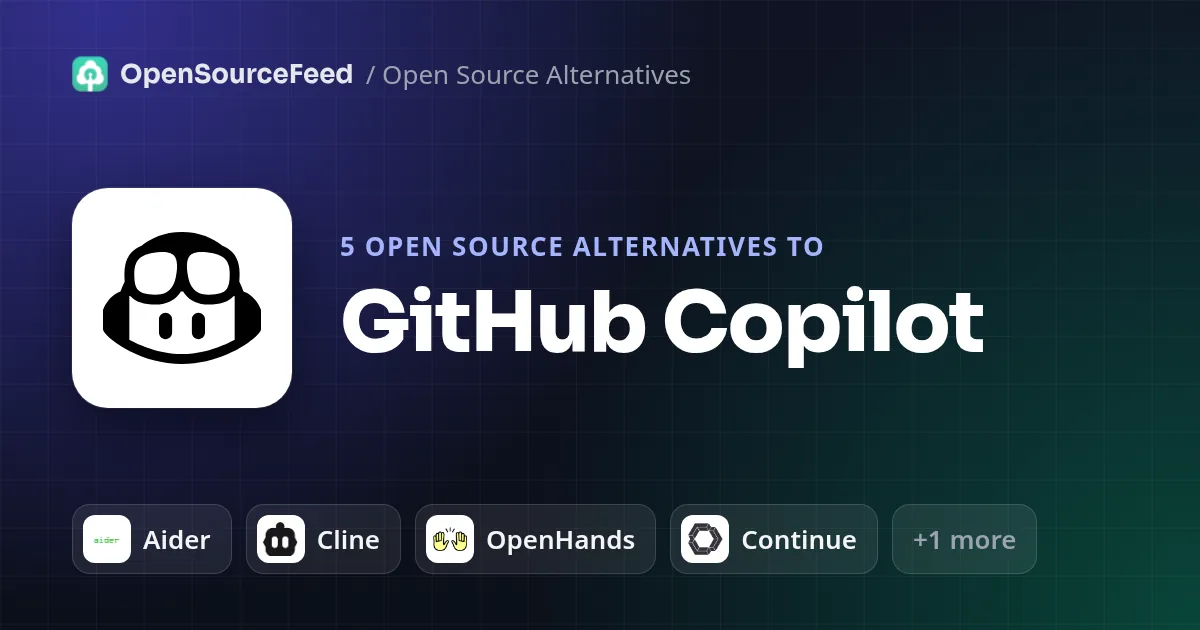 OpenSourceFeed / Open Source Alternatives
5 OPEN SOURCE ALTERNATIVES TO
GitHub Copilot
aider Aider Cline OpenHands Continue +1 more